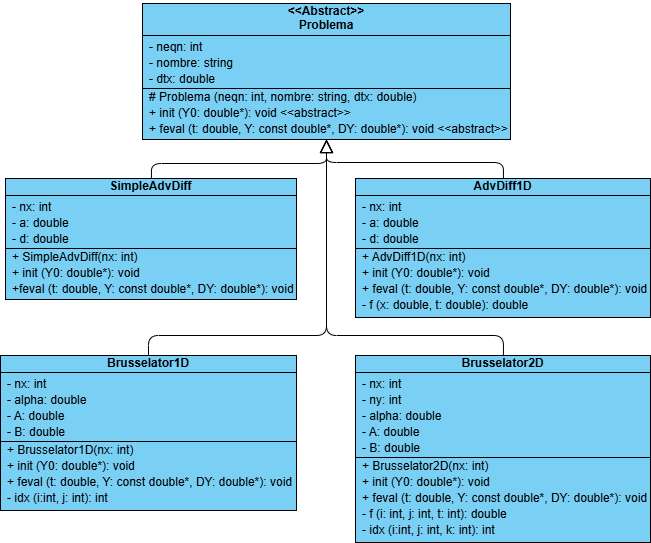 <<Abstract>>
Problema
- neqn: int
- nombre: string
- dtx: double
# Problema (neqn: int, nombre: string, dtx: double)
+ init (Y0: double*): void <<abstract>>
+ feval (t: double, Y: const double*, DY: double*): void <<abstract>>
SimpleAdvDiff
- nx: int
- a: double
- d: double
+ SimpleAdvDiff(nx: int)
+ init (Y0: double*): void
+feval (t: double, Y: const double*, DY: double*): void
AdvDiff1D
- nx: int
- a: double
- d: double
+ AdvDiff1D(nx: int)
+ init (Y0: double*): void
+ feval (t: double, Y: const double*, DY: double*): void
- f (x: double, t: double): double
Brusselator1D
- nx: int
- alpha: double
- A: double
- B: double
+ Brusselator1D(nx: int)
+ init (Y0: double*): void
+ feval (t: double, Y: const double*, DY: double*): void
- idx (i:int, j: int): int
Brusselator2D
- nx: int
- ny: int
- alpha: double
- A: double
- B: double
+ Brusselator2D(nx: int)
+ init (Y0: double*): void
+ feval (t: double, Y: const double*, DY: double*): void
- f (i: int, j: int, t: int): double
- idx (i:int, j: int, k: int): int